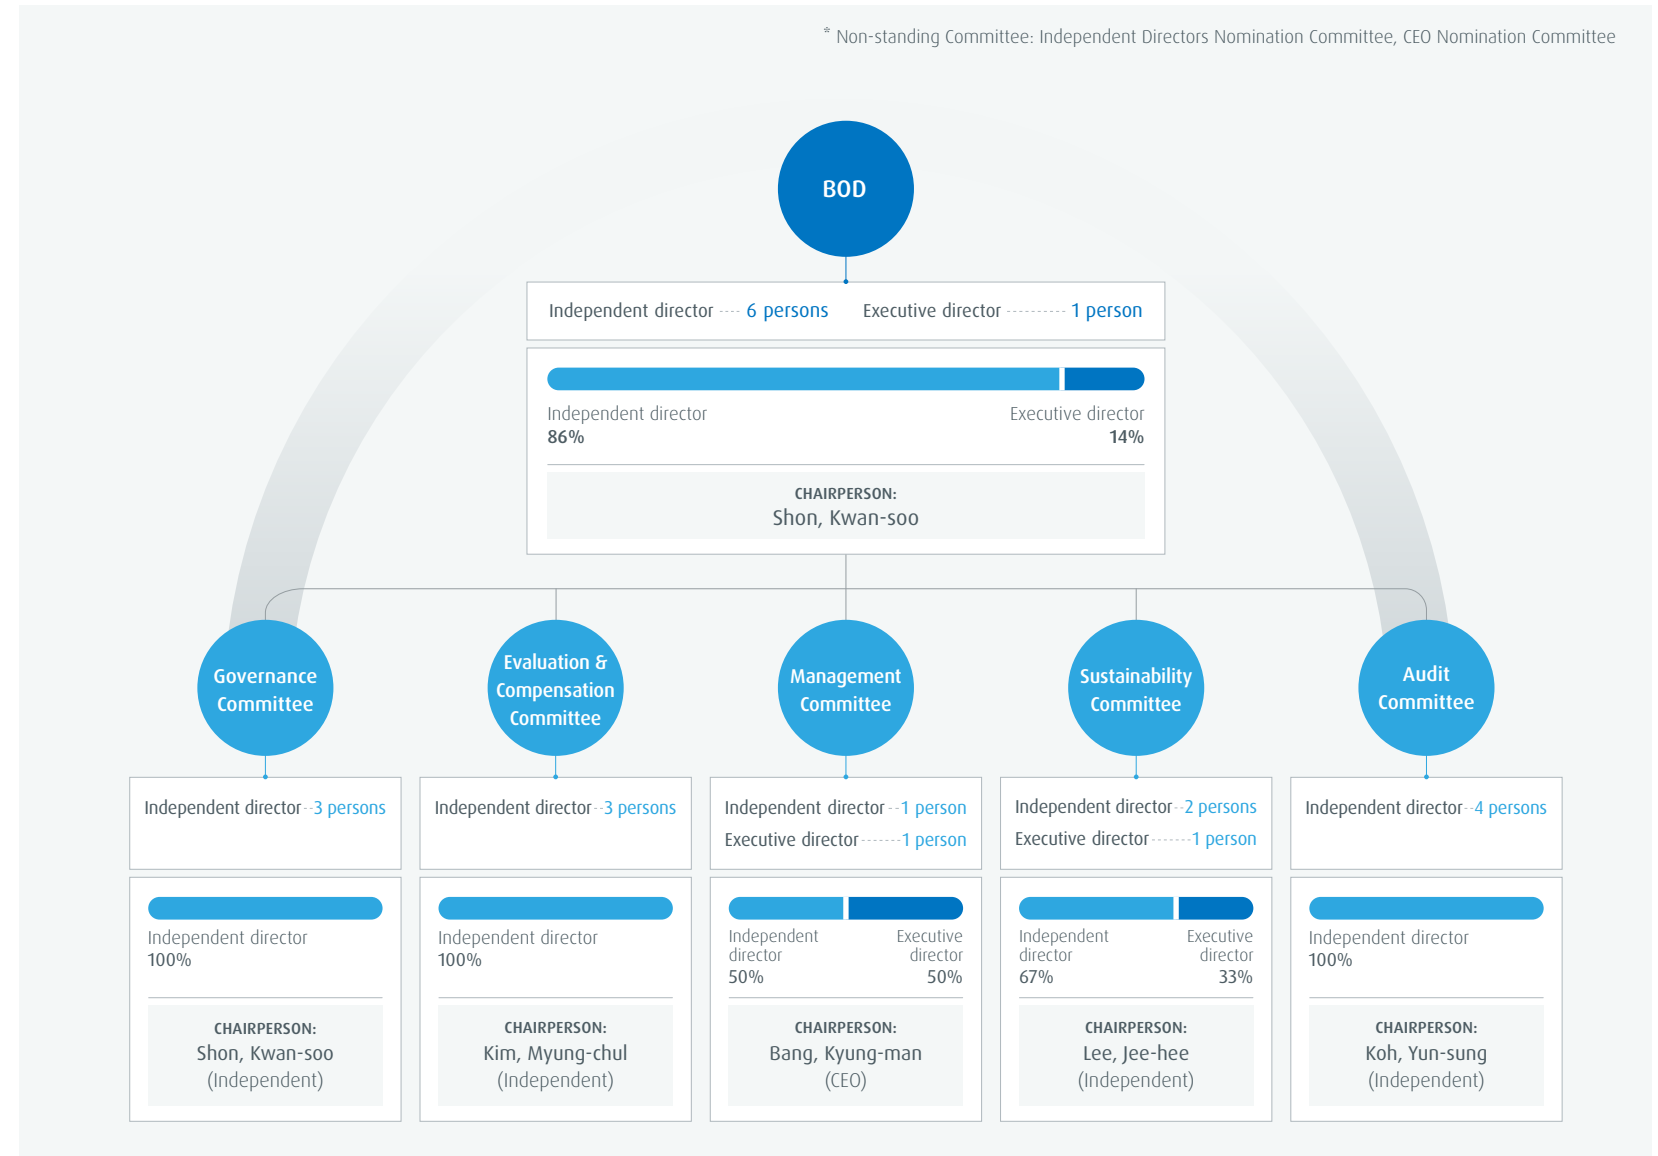 * Non-standing Committee: Independent Directors Nomination Committee, CEO Nomination Committee
BOD
Independent director ---- 6 persons
Executive director ---------- 1 person
Independent director
86%
Executive director
14%
CHAIRPERSON:
Shon, Kwan-soo
Governance
Committee
Independent director--3 persons
Independent director
100%
CHAIRPERSON:
Shon, Kwan-soo
(Independent)
Evaluation &
Compensation
Committee
Independent director--3 persons
Independent director
100%
CHAIRPERSON:
Kim, Myung-chul
(Independent)
Management
Committee
Independent director--1 person
Executive director-------1 person
Independent
director
50%
Executive
director
50%
CHAIRPERSON:
Bang, Kyung-man
(CEO)
Sustainability
Committee
Independent director--2 persons
Executive director-------1 person
Independent
director
67%
Executive
director
33%
CHAIRPERSON:
Lee, Jee-hee
(Independent)
Audit
Committee
Independent director--4 persons
Independent director
100%
CHAIRPERSON:
Koh, Yun-sung
(Independent)